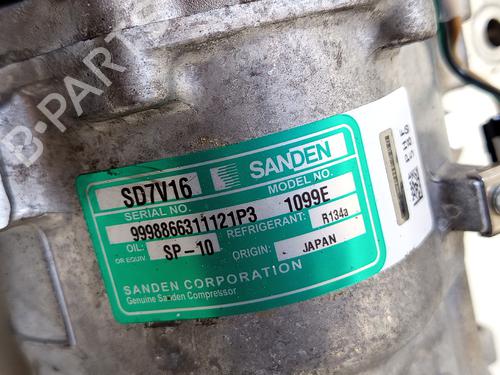 B-PARTS
SD7V16 SANDEN
SERIAL NO. MODEL NO.
9998866311121P3 1099E
OIL: SP-10 REFRIGERANT: R134a
OR EQUIV ORIGIN: JAPAN
SANDEN CORPORATION
Genuine Sanden Compressor